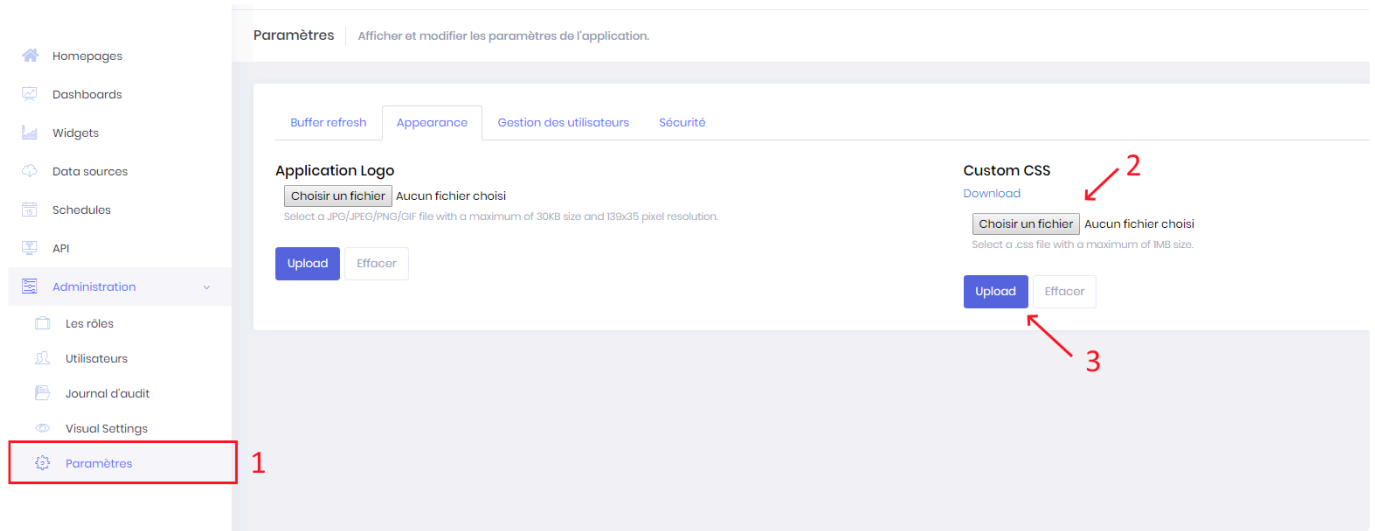 Paramètres Afficher et modifier les paramètres de l'application.
Homepages
Dashboards
Widgets
Data sources
15 Schedules
API
Administration
Les rôles
Utilisateurs
Journal d'audit
Visual Settings
Paramètres
1
Buffer refresh Appearance Gestion des utilisateurs Sécurité
Application Logo
Choisir un fichier Aucun fichier choisi
Select a JPG/JPEG/PNG/GIF file with a maximum of 30KB size and 139x35 pixel resolution.
Upload Effacer
Custom CSS
2
Download
Choisir un fichier Aucun fichier choisi
Select a .css file with a maximum of 1MB size.
Upload Effacer
3